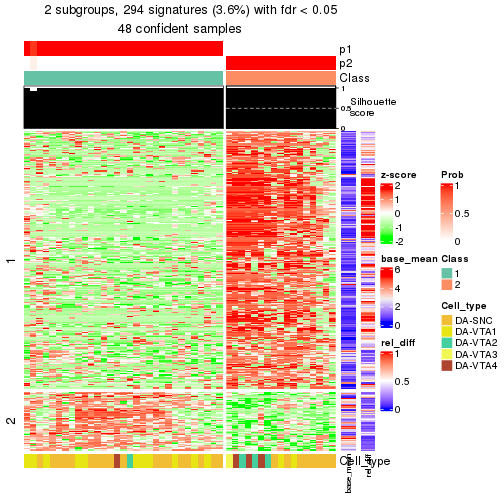 2 subgroups, 294 signatures (3.6%) with fdr < 0.05
48 confident samples
p1
p2
Class
1
0.5
0
Silhouette
score
1
2
z-score
2
1
0
-1
-2
Prob
1
0.5
0
base_mean
6
4
2
0
Class
1
2
rel_diff
1
0.5
0
Cell_type
DA-SNC
DA-VTA1
DA-VTA2
DA-VTA3
DA-VTA4
Cell_type
rel_diff